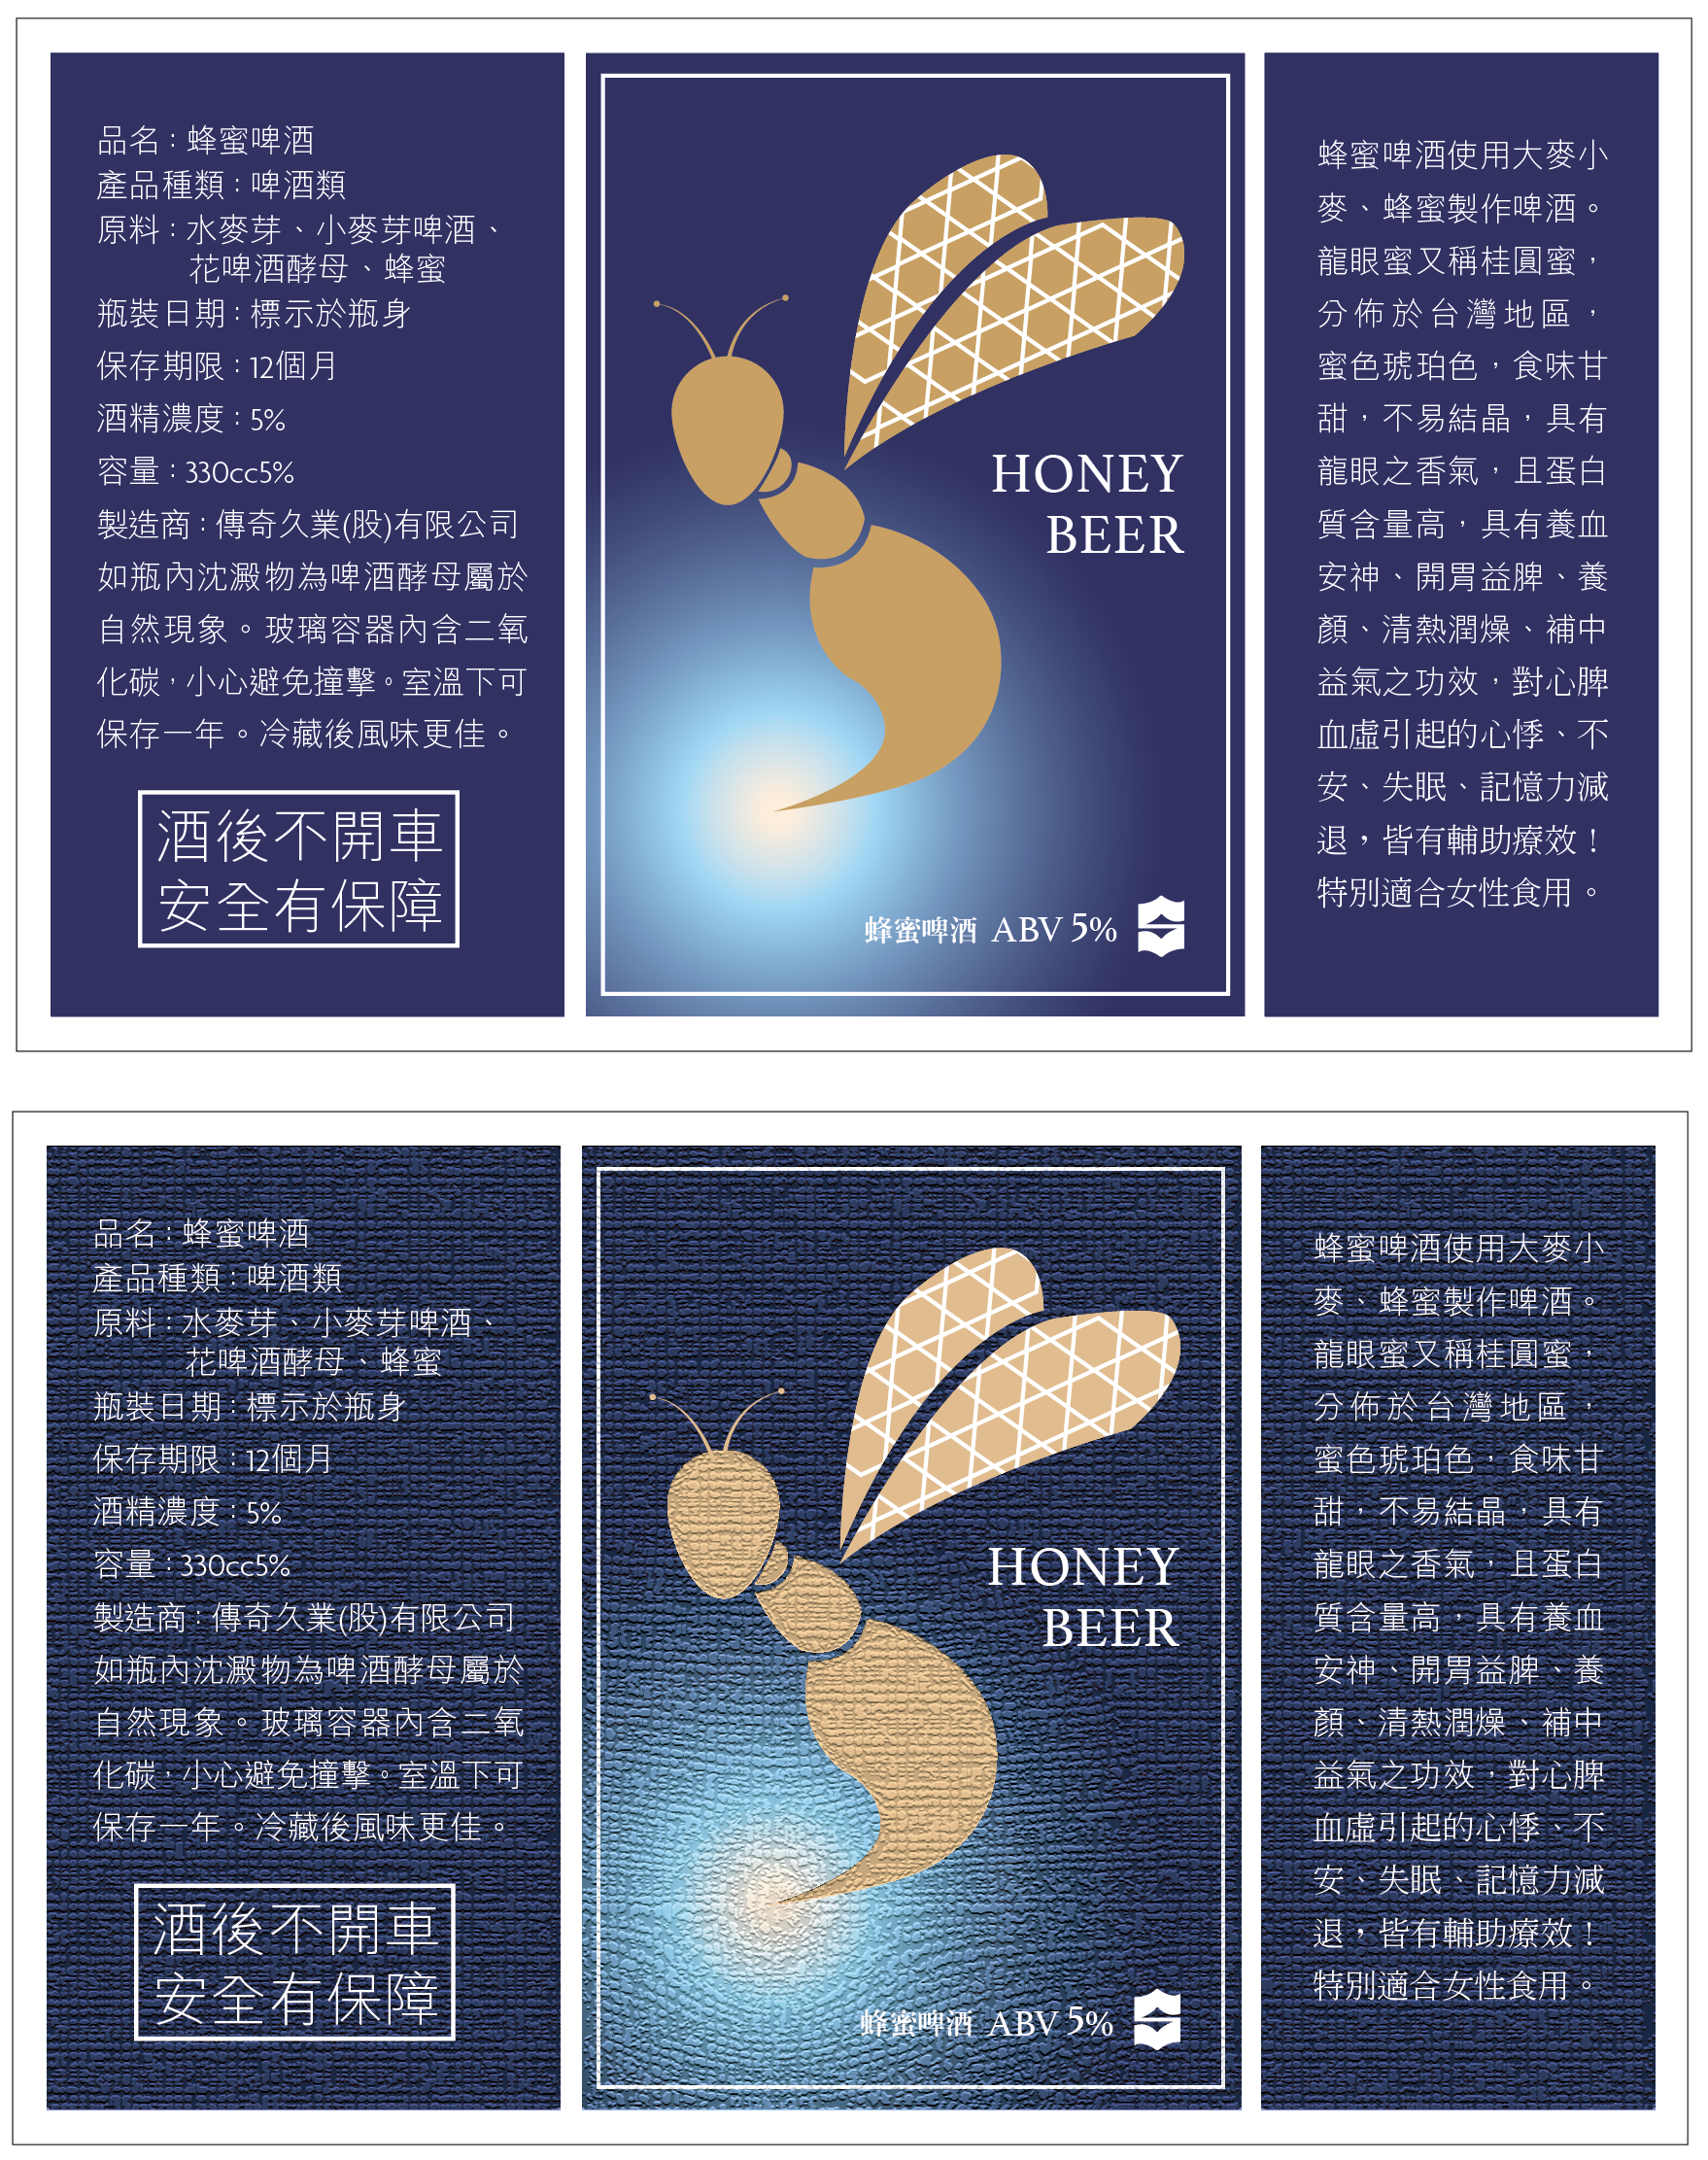 品名：蜂蜜啤酒
產品種類：啤酒類
原料：水麥芽、小麥芽啤酒、
花啤酒酵母、蜂蜜
瓶裝日期：標示於瓶身
保存期限：12個月
酒精濃度：5%
容量：330cc5%
製造商：傳奇久業(股)有限公司
如瓶內沈澱物為啤酒酵母屬於
自然現象。玻璃容器內含二氧
化碳，小心避免撞擊。室溫下可
保存一年。冷藏後風味更佳。
酒後不開車
安全有保障
HONEY
BEER
蜂蜜啤酒 ABV 5%
蜂蜜啤酒使用大麥小
麥、蜂蜜製作啤酒。
龍眼蜜又稱桂圓蜜，
分佈於台灣地區，
蜜色琥珀色，食味甘
甜，不易結晶，具有
龍眼之香氣，且蛋白
質含量高，具有養血
安神、開胃益脾、養
顏、清熱潤燥、補中
益氣之功效，對心脾
血虛引起的心悸、不
安、失眠、記憶力減
退，皆有輔助療效！
特別適合女性食用。
品名：蜂蜜啤酒
產品種類：啤酒類
原料：水麥芽、小麥芽啤酒、
花啤酒酵母、蜂蜜
瓶裝日期：標示於瓶身
保存期限：12個月
酒精濃度：5%
容量：330cc5%
製造商：傳奇久業(股)有限公司
如瓶內沈澱物為啤酒酵母屬於
自然現象。玻璃容器內含二氧
化碳，小心避免撞擊。室溫下可
保存一年。冷藏後風味更佳。
酒後不開車
安全有保障
HONEY
BEER
蜂蜜啤酒 ABV 5%
蜂蜜啤酒使用大麥小
麥、蜂蜜製作啤酒。
龍眼蜜又稱桂圓蜜，
分佈於台灣地區，
蜜色琥珀色，食味甘
甜，不易結晶，具有
龍眼之香氣，且蛋白
質含量高，具有養血
安神、開胃益脾、養
顏、清熱潤燥、補中
益氣之功效，對心脾
血虛引起的心悸、不
安、失眠、記憶力減
退，皆有輔助療效！
特別適合女性食用。